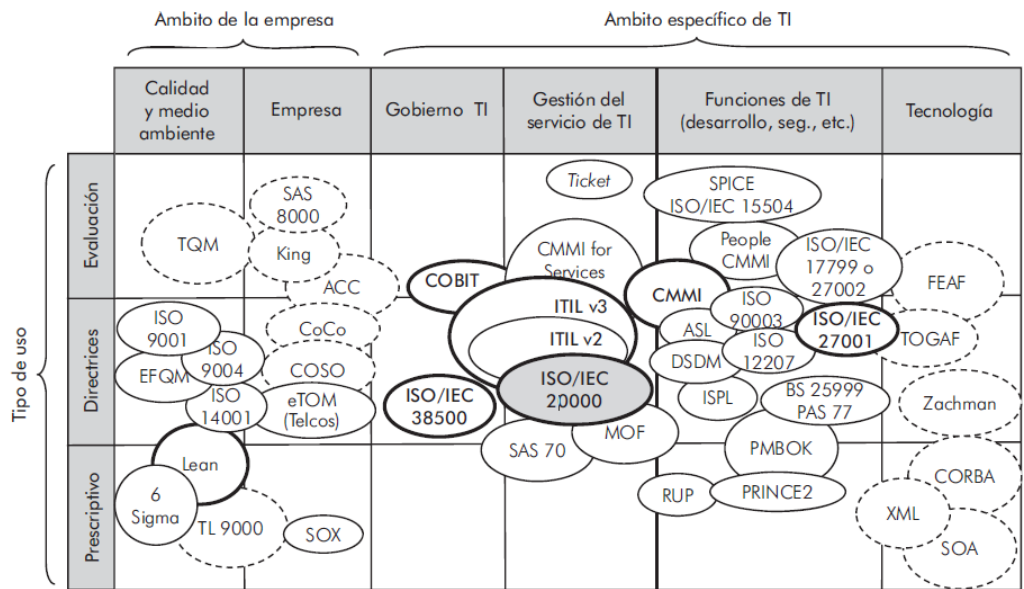 Ambito de la empresa
Ambito específico de TI
Calidad
y medio
ambiente
Empresa
Gobierno TI
Gestión del
servicio de TI
Funciones de TI
(desarrollo, seg., etc.)
Tecnología
Tipo de uso
Evaluación
TQM
SAS
8000
King
ACC
COBIT
Ticket
CMMI for
Services
SPICE
ISO/IEC 15504
People
CMMI
ISO/IEC
17799 o
27002
CMMI
FEAF
Directrices
ISO
9001
ISO
9004
EFQM
ISO
14001
CoCo
COSO
eTOM
(Telcos)
ISO/IEC
38500
ITIL v3
ITIL v2
ISO/IEC
20000
MOF
SAS 70
ISO
90003
ASL
ISO
12207
DSDM
ISPL
ISO/IEC
27001
BS 25999
PAS 77
PMBOK
TOGAF
Zachman
Prescriptivo
Lean
6
Sigma
TL 9000
SOX
RUP
PRINCE2
CORBA
XML
SOA